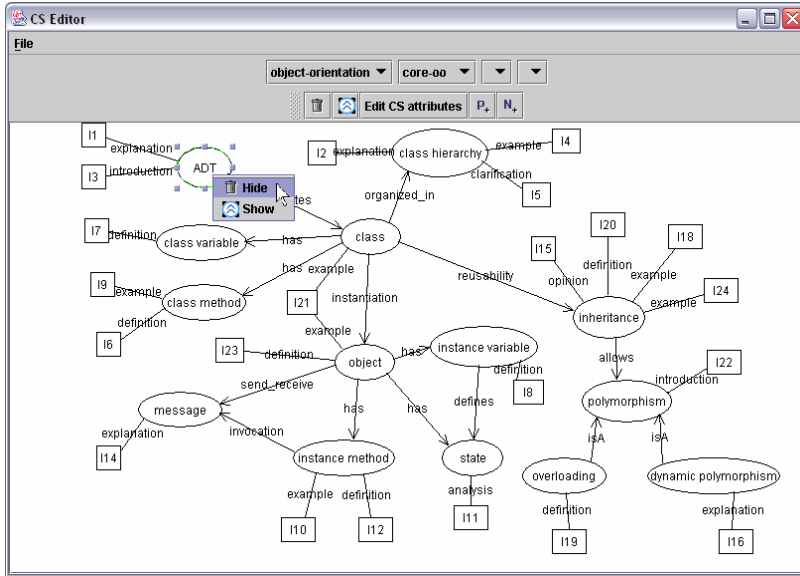 CS Editor
File
object-orientation
core-oo
Edit CS attributes
P+
N+
I1
explanation
I3
introduction
ADT
Hide
Show
tes
I2
explanation
class hierarchy
example
I4
clarification
I5
organized_in
I7
definition
class variable
has
class
I9
example
class method
has
example
I6
definition
I21
example
instantiation
reusability
I15
opinion
I20
definition
I18
example
I24
example
inheritance
I23
definition
object
has
instance variable
definition
I8
allows
I22
introduction
polymorphism
send_receive
message
explanation
I14
invocation
has
has
defines
instance method
state
isA
isA
overloading
dynamic polymorphism
example
I10
definition
I12
analysis
I11
definition
I19
explanation
I16